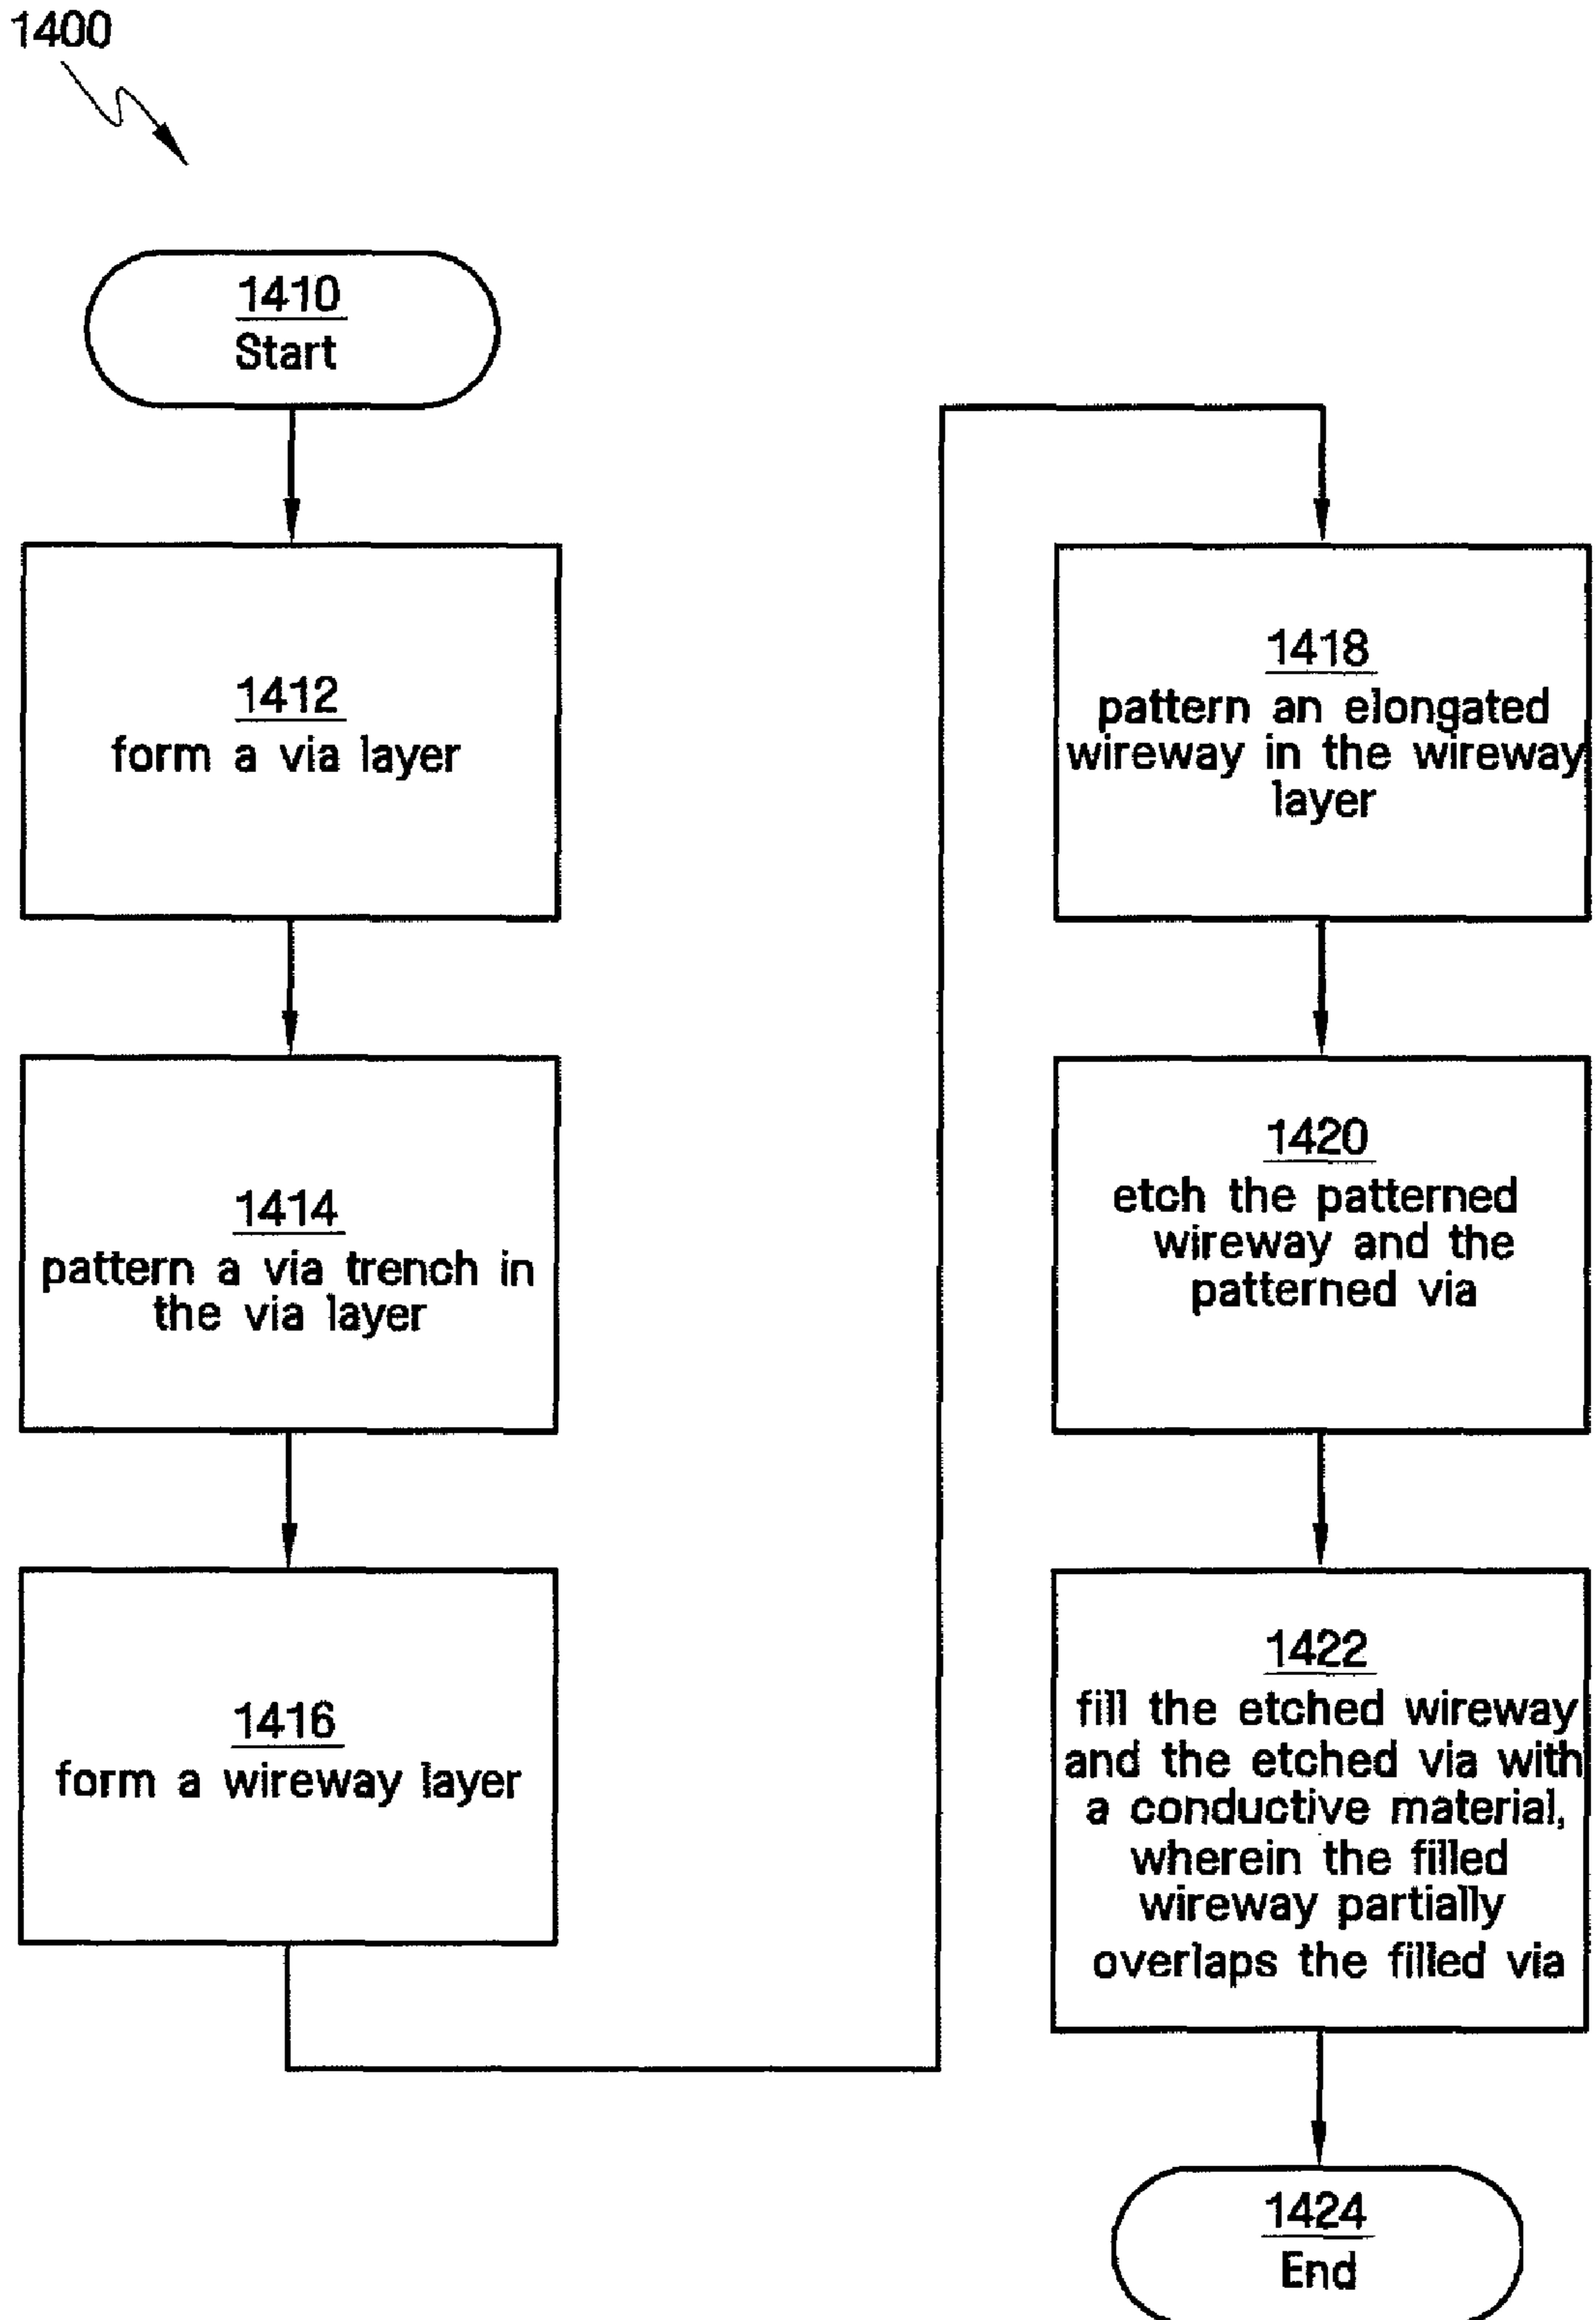 1400
1410
Start
1412
form a via layer
1414
pattern a via trench in
the via layer
1416
form a wireway layer
1418
pattern an elongated
wireway in the wireway
layer
1420
etch the patterned
wireway and the
patterned via
1422
fill the etched wireway
and the etched via with
a conductive material,
wherein the filled
wireway partially
overlaps the filled via
1424
End